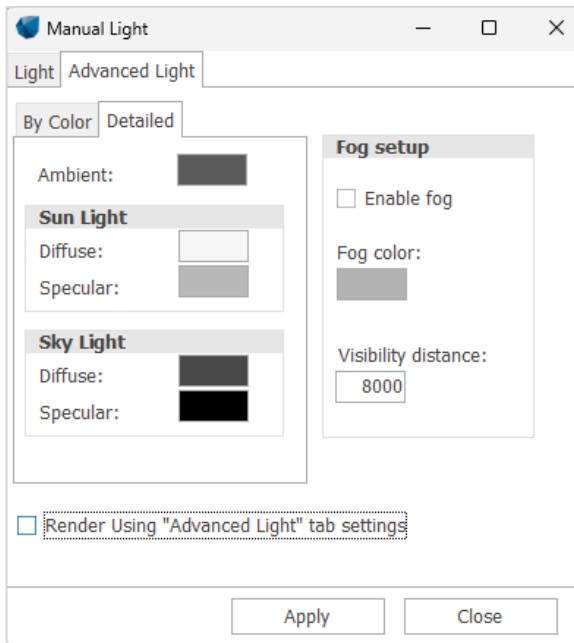 Manual Light
Light
Advanced Light
By Color
Detailed
Ambient:
Sun Light
Diffuse:
Specular:
Sky Light
Diffuse:
Specular:
Fog setup
Enable fog
Fog color:
Visibility distance:
8000
Render Using "Advanced Light" tab settings
Apply
Close